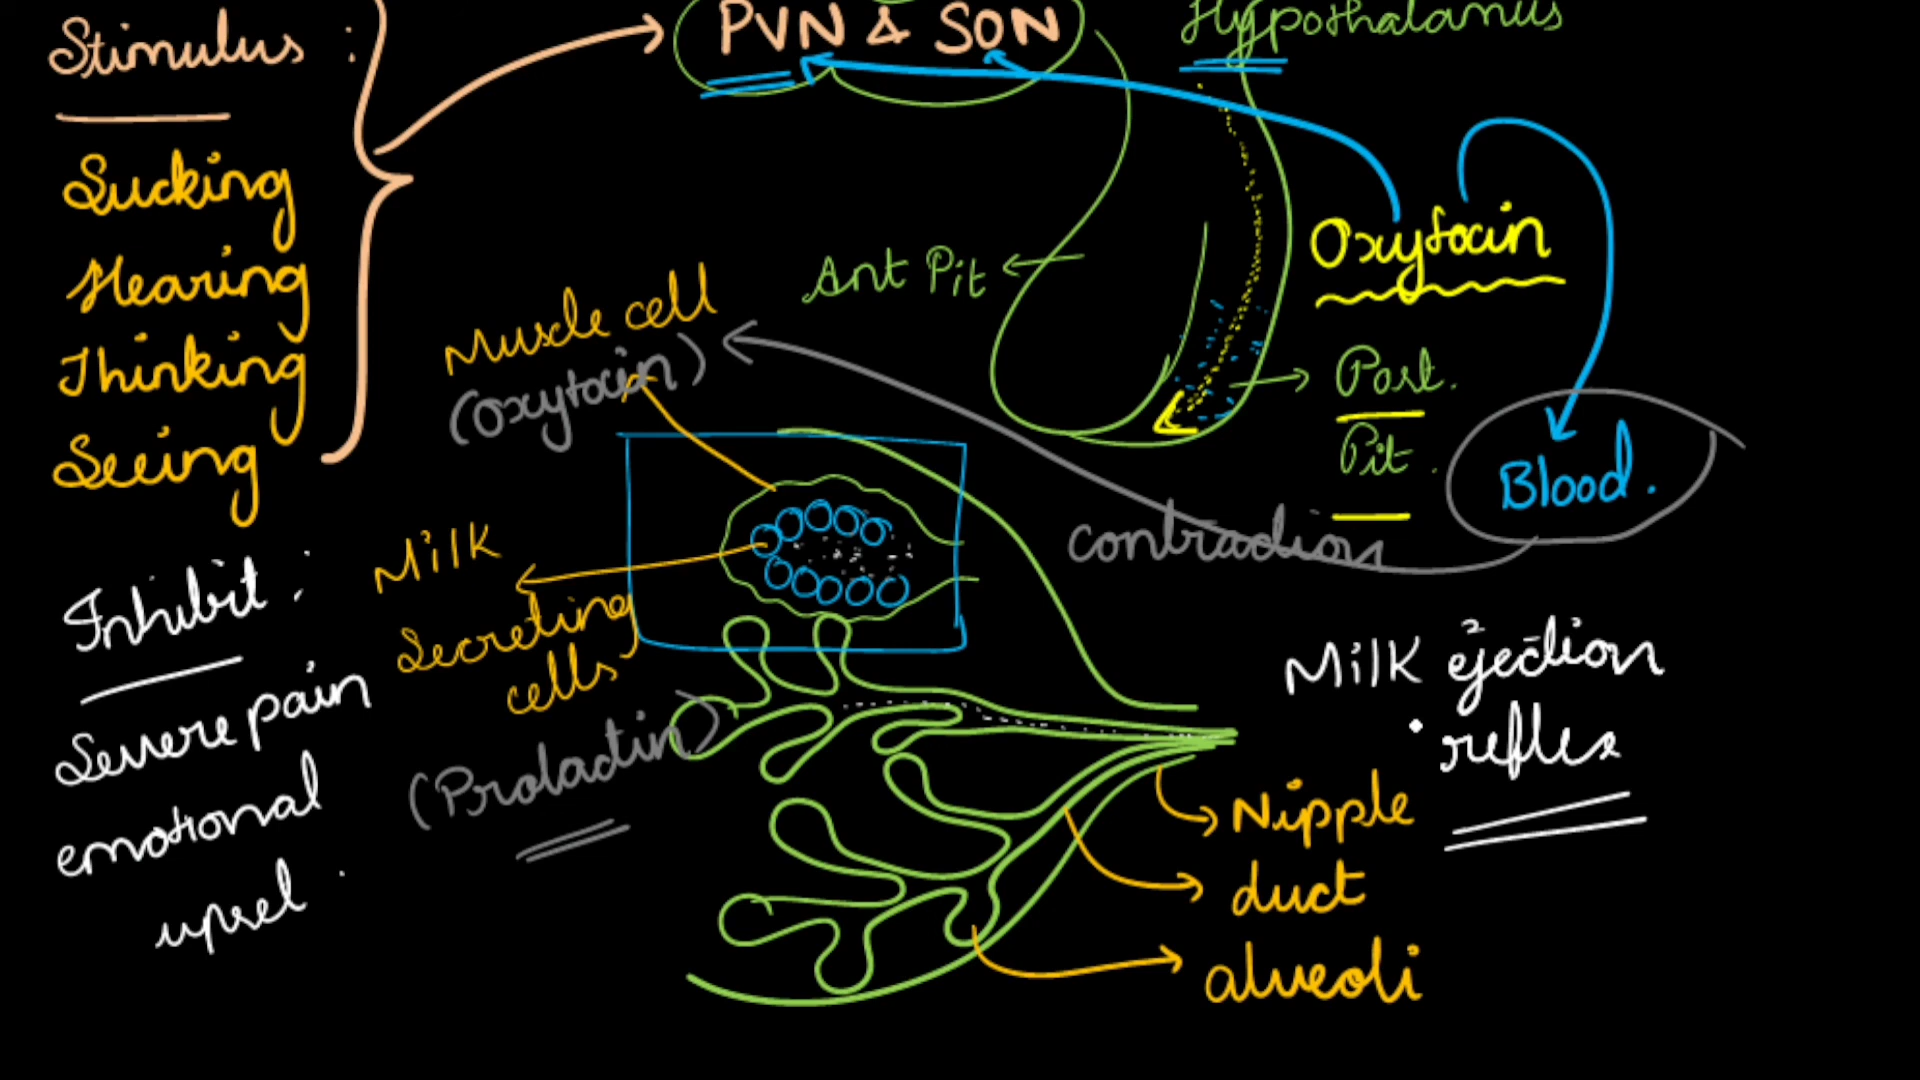 Stimulus :
Sucking
Hearing
Thinking
Seeing
Inhibit :
Severe pain
emotional
upset.
PVN & SON
Hypothalamus
Ant Pit
Oxytocin
Post.
Pit.
Blood.
Muscle cell
(Oxytocin)
contraction
Milk
Secreting
cells
(Prolactin)
Milk ejection
reflex
Nipple
duct
alveoli